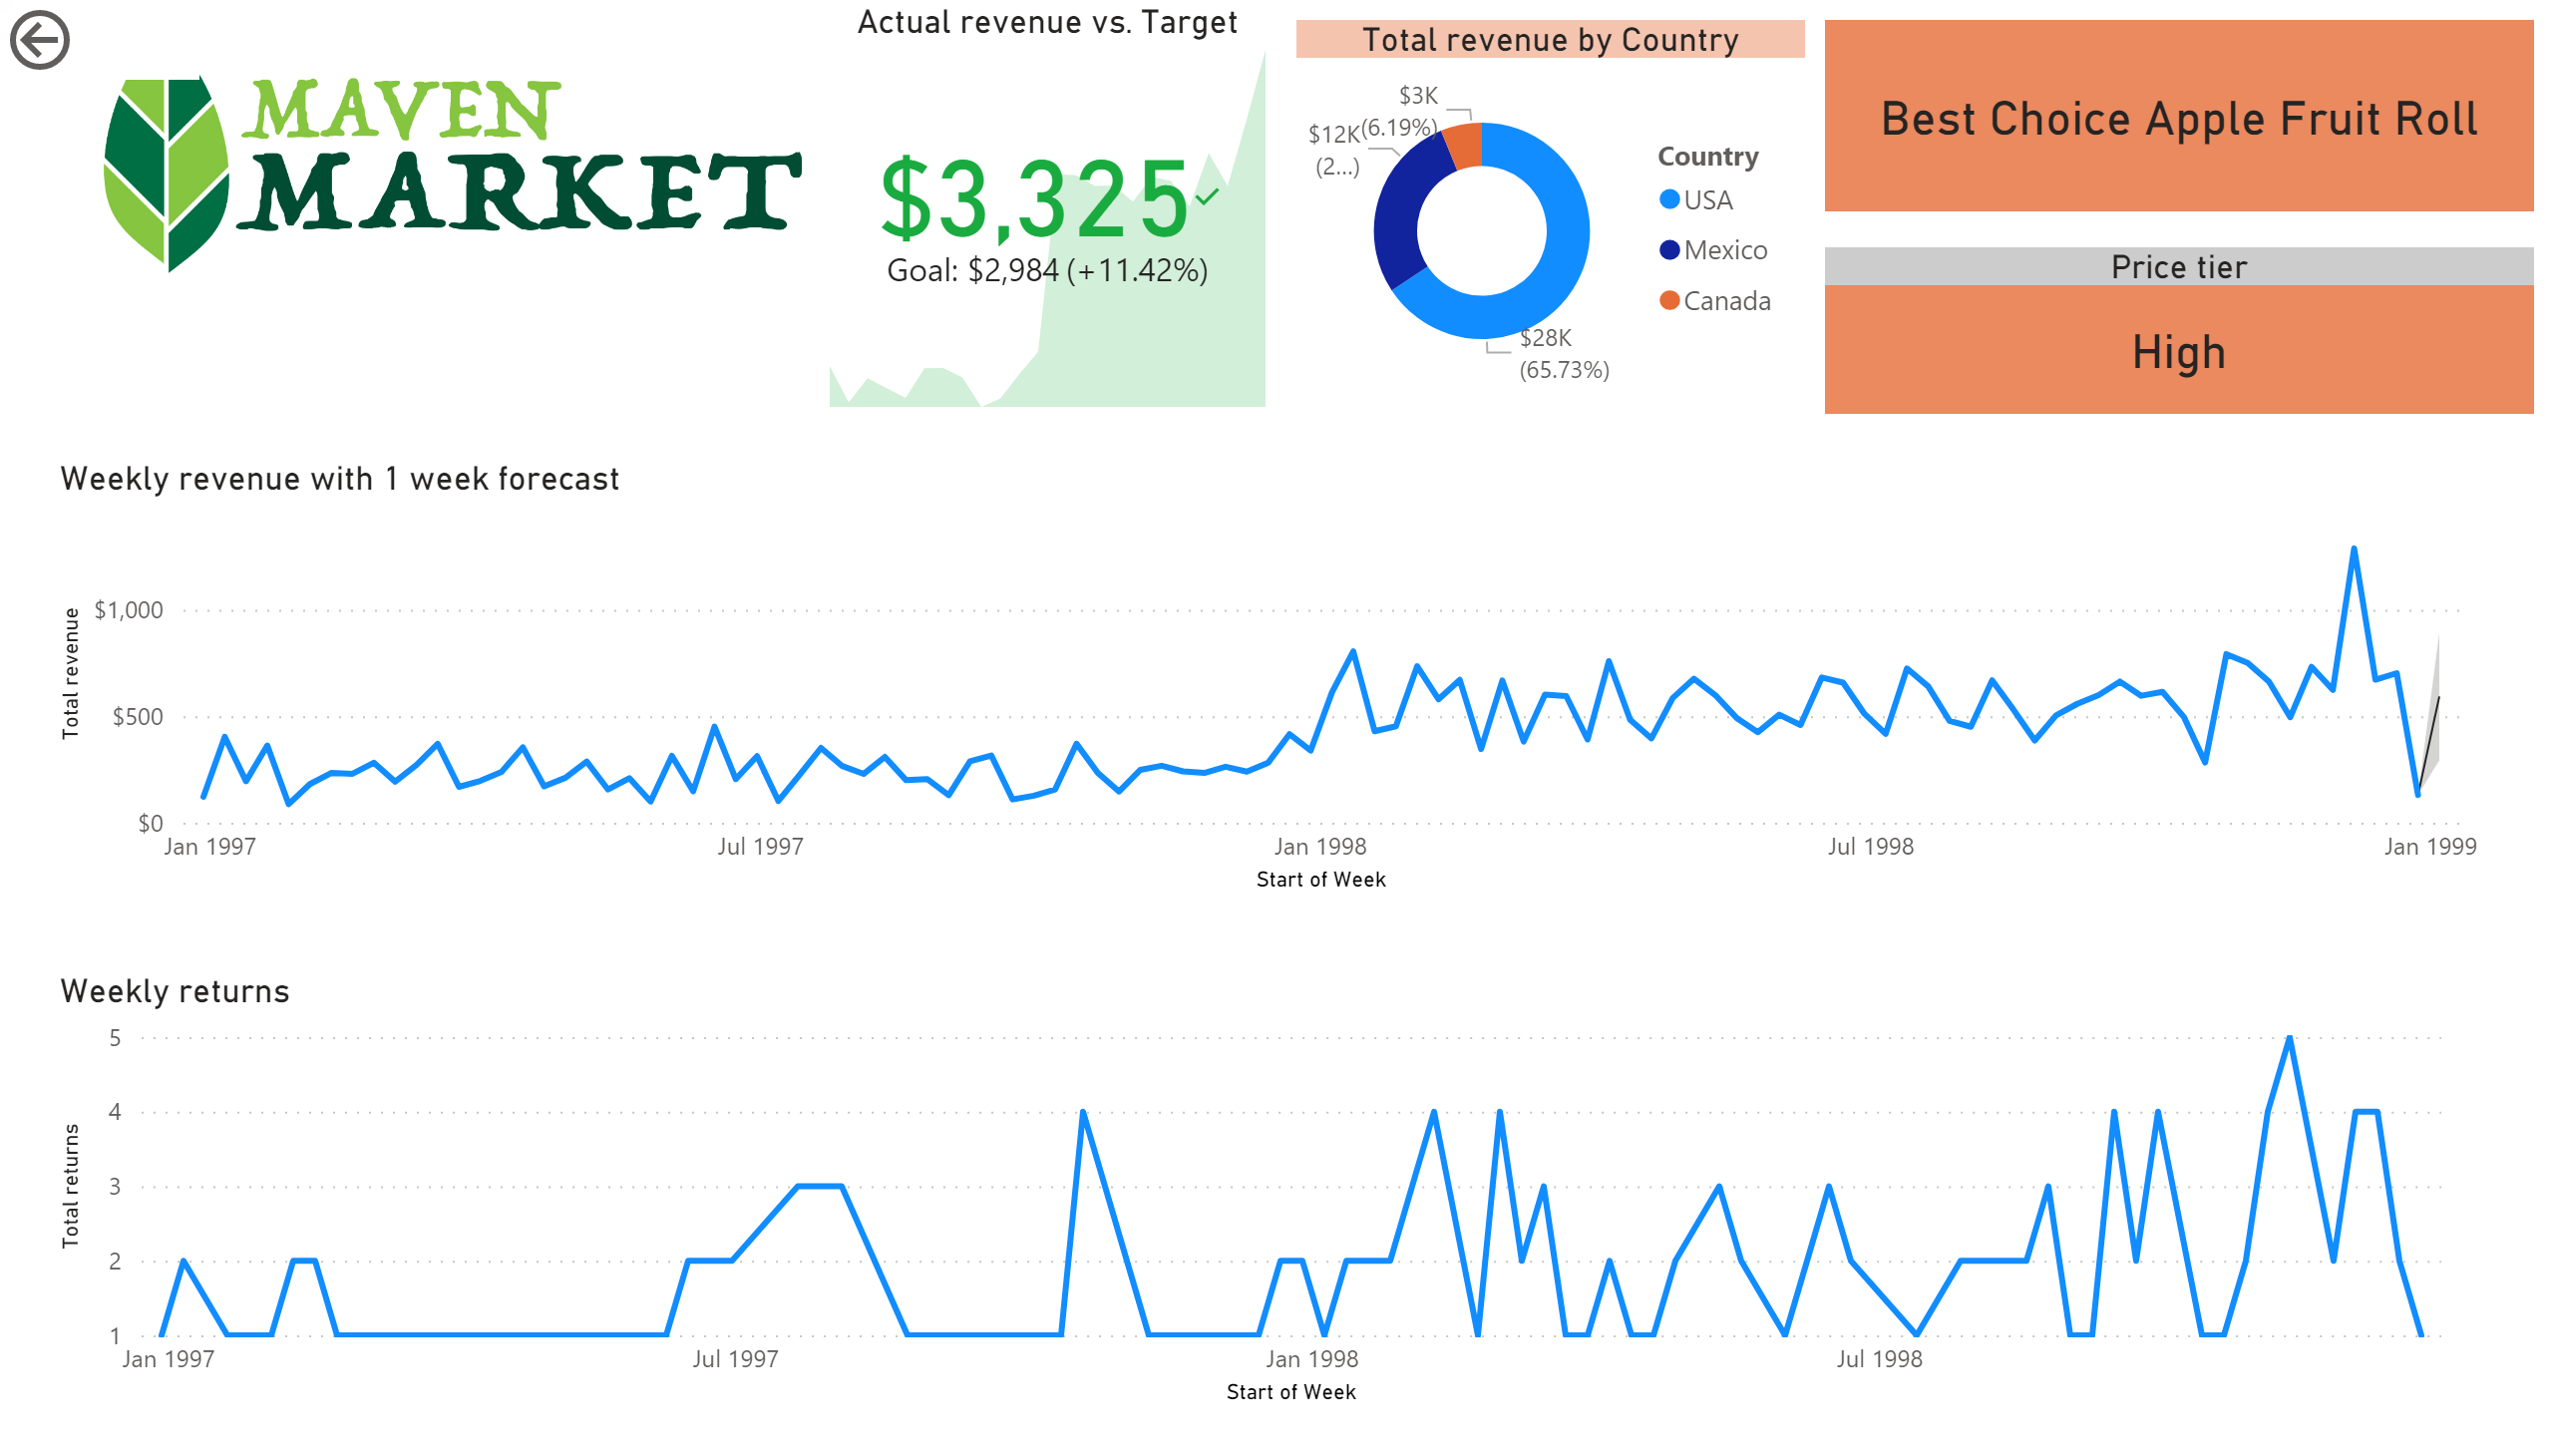 MAVEN
MARKET
Actual revenue vs. Target
$3,325
Goal: $2,984 (+11.42%)
Total revenue by Country
$3K
(6.19%)
$12K
(2...)
$28K
(65.73%)
Country
USA
Mexico
Canada
Best Choice Apple Fruit Roll
Price tier
High
Weekly revenue with 1 week forecast
Total revenue
$1,000
$500
$0
Jan 1997 Jul 1997 Jan 1998 Jul 1998 Jan 1999
Start of Week
Weekly returns
Total returns
5
4
3
2
1
Jan 1997 Jul 1997 Jan 1998 Jul 1998
Start of Week